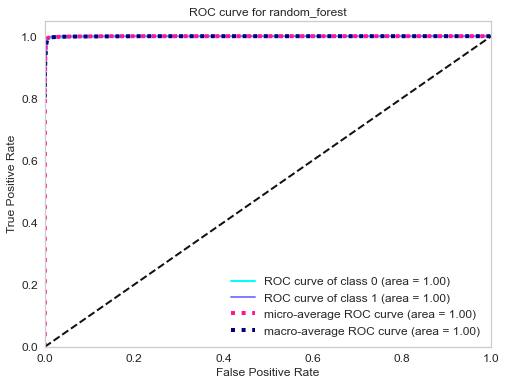 ROC curve for random_forest
True Positive Rate
1.0
0.8
0.6
0.4
0.2
0.0
ROC curve of class 0 (area = 1.00)
ROC curve of class 1 (area = 1.00)
micro-average ROC curve (area = 1.00)
macro-average ROC curve (area = 1.00)
0.0 0.2 0.4 0.6 0.8 1.0
False Positive Rate